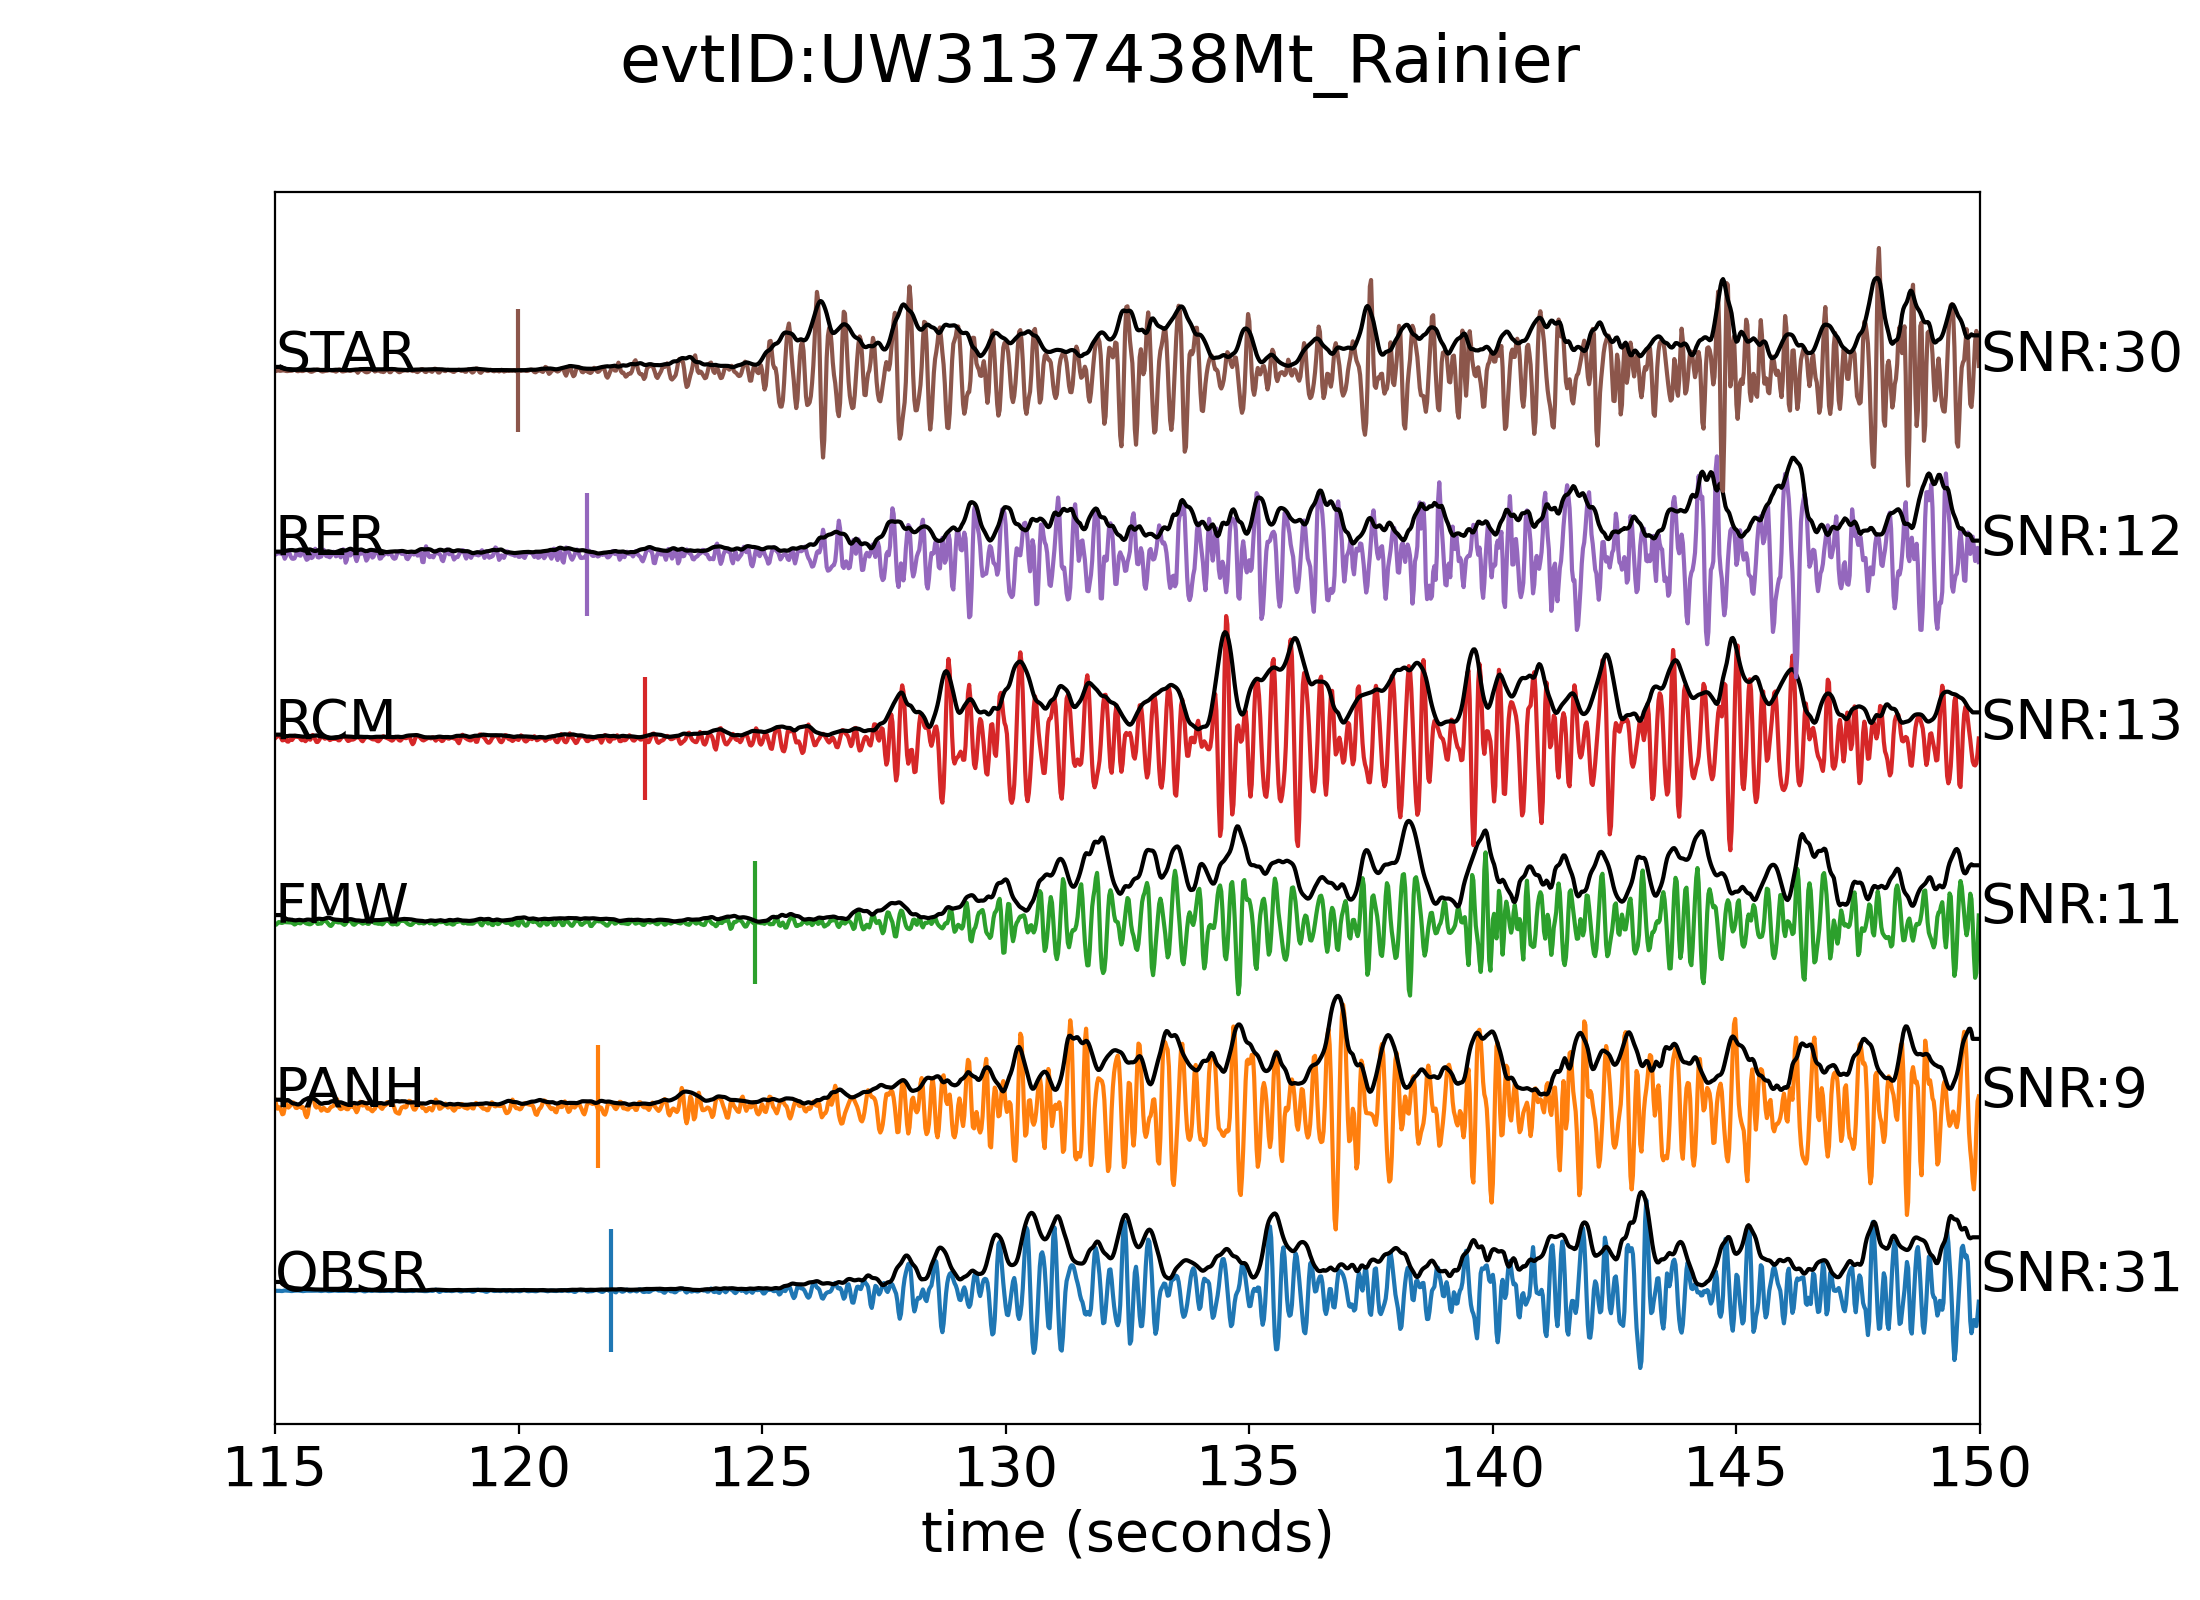 evtID:UW3137438Mt_Rainier
STAR SNR:30
RER SNR:12
RCM SNR:13
FMW SNR:11
PANH SNR:9
OBSR SNR:31
115 120 125 130 135 140 145 150
time (seconds)